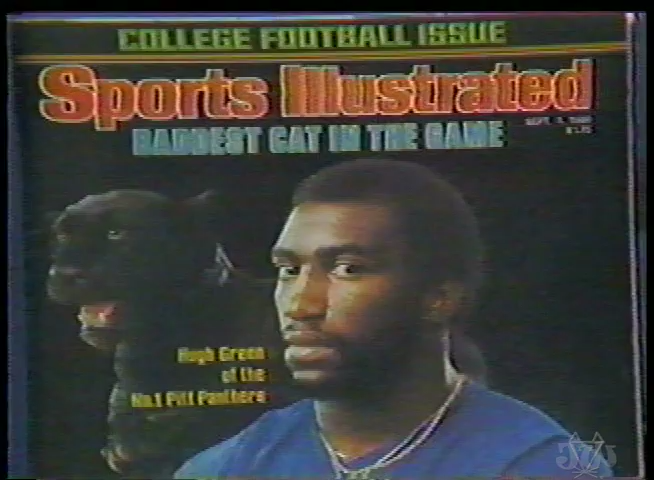 COLLEGE FOOTBALL ISSUE
Sports Illustrated
BADDEST CAT IN THE GAME
Hugh Green
of the
No.1 Pitt Panthers